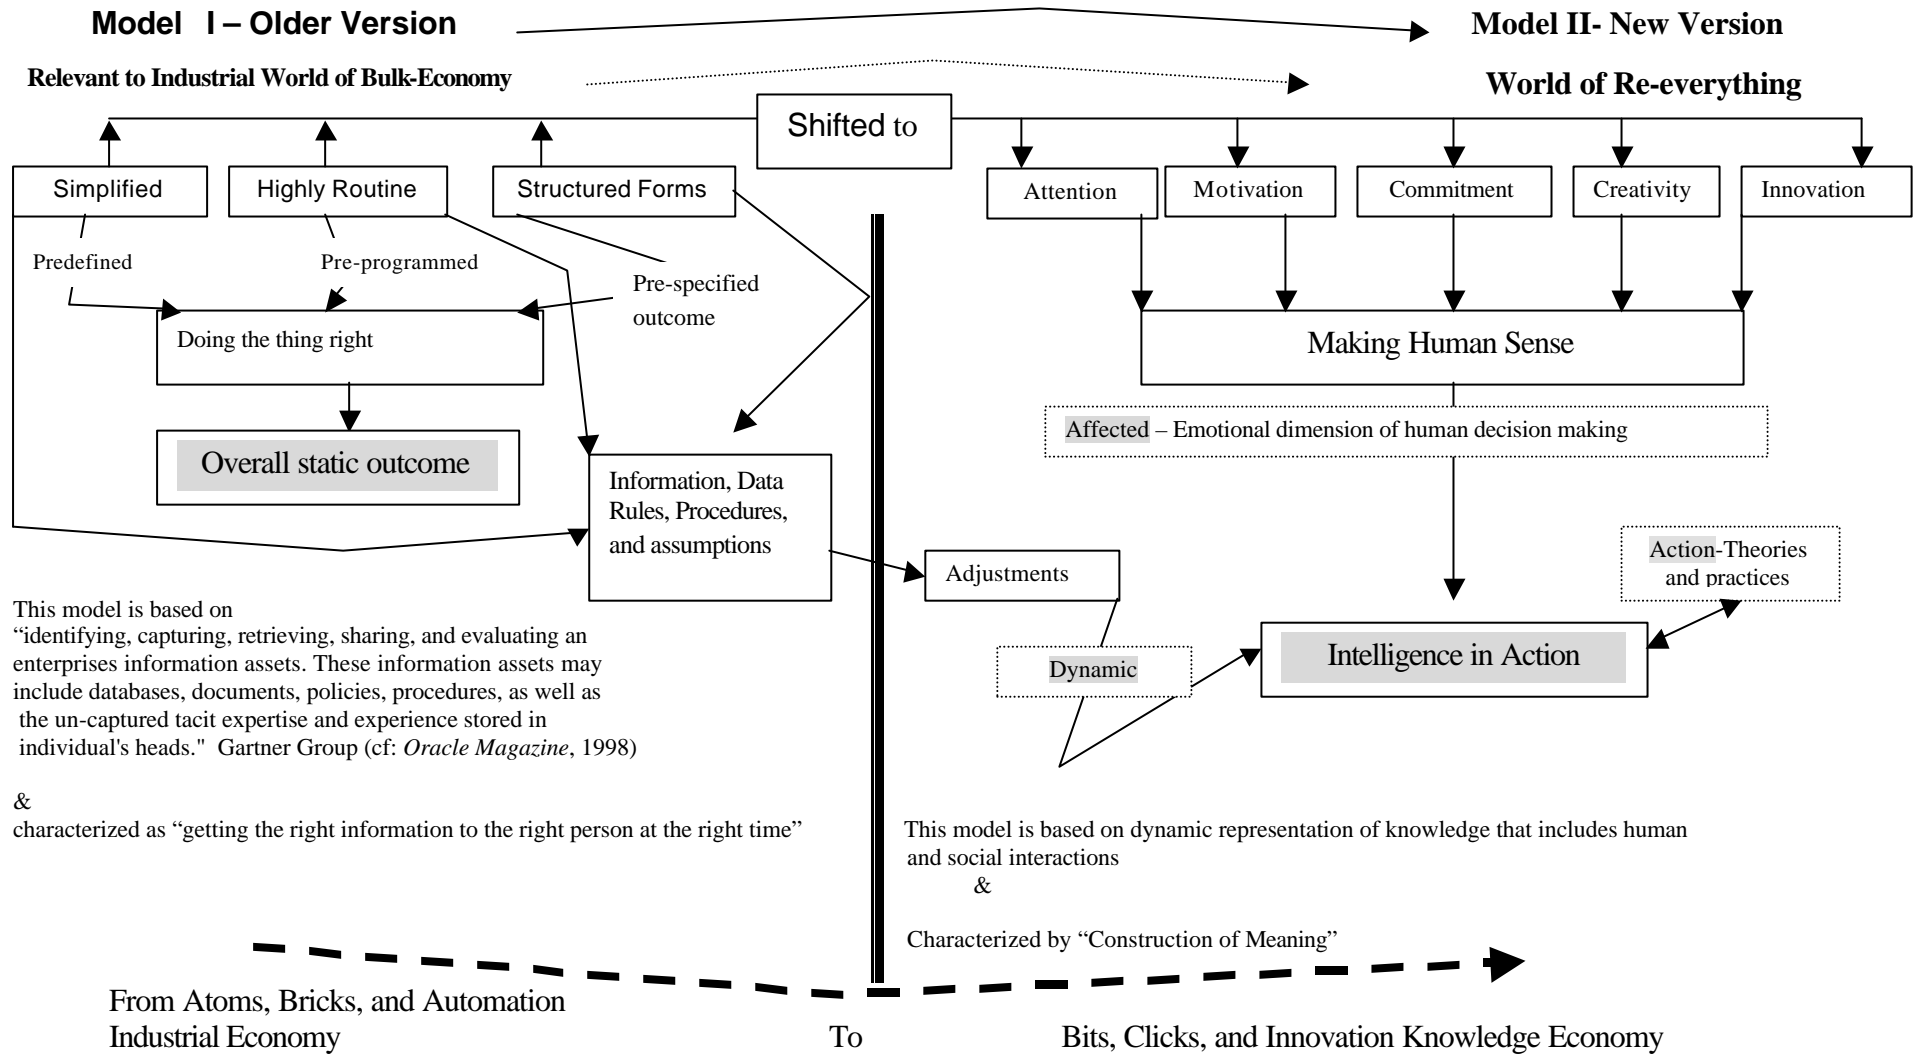 Model I – Older Version
Model II- New Version
Relevant to Industrial World of Bulk-Economy
World of Re-everything
Shifted to
Simplified
Highly Routine
Structured Forms
Attention
Motivation
Commitment
Creativity
Innovation
Predefined
Pre-programmed
Pre-specified
outcome
Doing the thing right
Making Human Sense
Affected – Emotional dimension of human decision making
Overall static outcome
Information, Data
Rules, Procedures,
and assumptions
Adjustments
Action-Theories
and practices
Dynamic
Intelligence in Action
This model is based on
“identifying, capturing, retrieving, sharing, and evaluating an
enterprises information assets. These information assets may
include databases, documents, policies, procedures, as well as
the un-captured tacit expertise and experience stored in
individual's heads." Gartner Group (cf: Oracle Magazine, 1998)
&
characterized as “getting the right information to the right person at the right time”
This model is based on dynamic representation of knowledge that includes human
and social interactions
&
Characterized by “Construction of Meaning”
From Atoms, Bricks, and Automation
Industrial Economy
To
Bits, Clicks, and Innovation Knowledge Economy